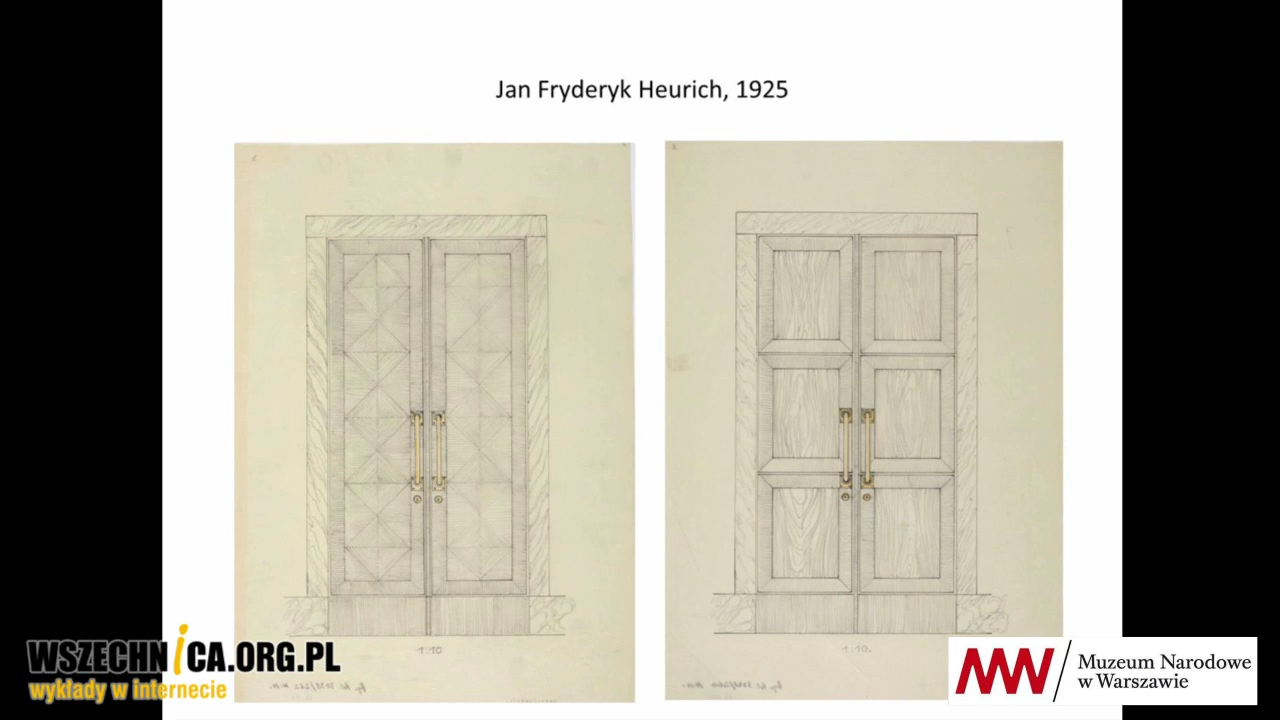 Jan Fryderyk Heurich, 1925
1:10
1:10.
WSZECHNICA.ORG.PL
wykłady w internecie
Muzeum Narodowe
w Warszawie